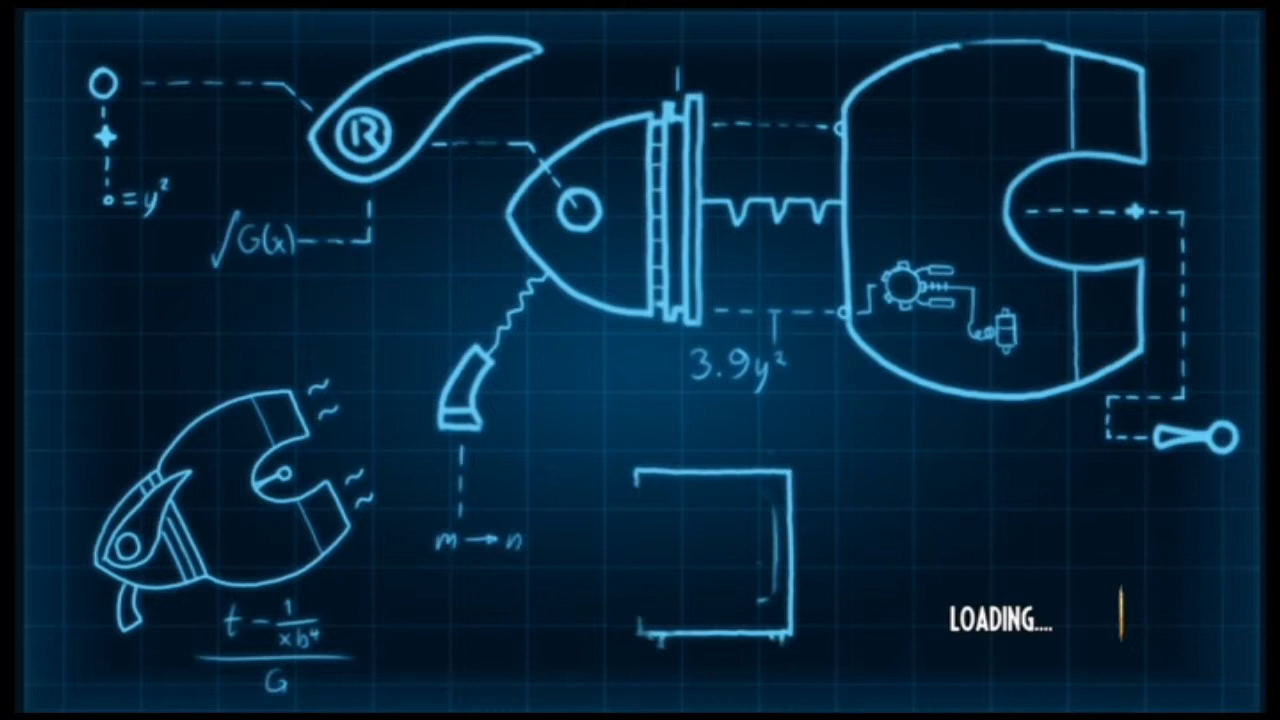 R
= y²
√G(x)
3.9y²
m → n
t - 1/xb⁴
G
LOADING....